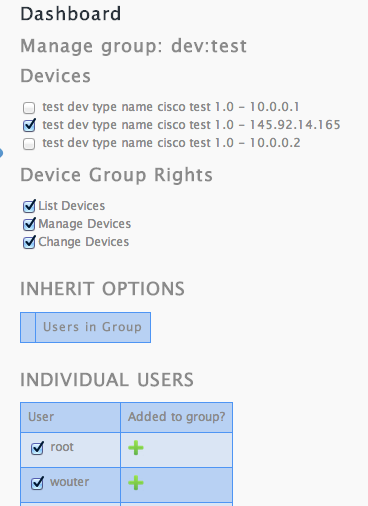 Dashboard
Manage group: dev:test
Devices
test dev type name cisco test 1.0 - 10.0.0.1
test dev type name cisco test 1.0 - 145.92.14.165
test dev type name cisco test 1.0 - 10.0.0.2
Device Group Rights
List Devices
Manage Devices
Change Devices
INHERIT OPTIONS
Users in Group
INDIVIDUAL USERS
User Added to group?
root
wouter